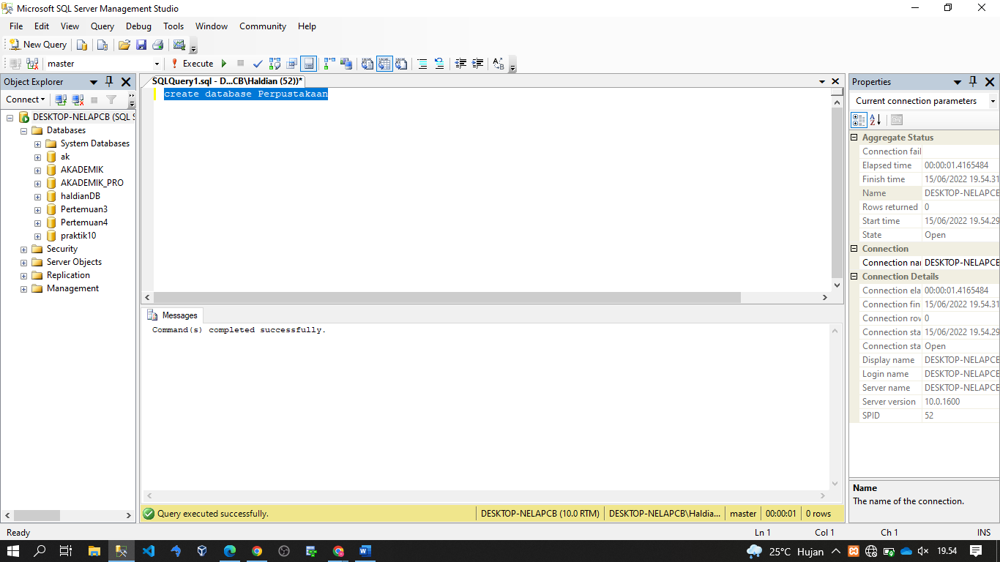 Microsoft SQL Server Management Studio
File Edit View Query Debug Tools Window Community Help
New Query
master Execute
Object Explorer
Connect
DESKTOP-NELAPCB (SQL S
Databases
System Databases
ak
AKADEMIK
AKADEMIK_PRO
haldianDB
Pertemuan3
Pertemuan4
praktik10
Security
Server Objects
Replication
Management
SQLQuery1.sql - D...CB\Haldian (52))*
create database Perpustakaan
Messages
Command(s) completed successfully.
Query executed successfully. DESKTOP-NELAPCB (10.0 RTM) DESKTOP-NELAPCB\Haldia... master 00:00:01 0 rows
Properties
Current connection parameters
Aggregate Status
Connection fail
Elapsed time 00:00:01.4165484
Finish time 15/06/2022 19.54.31
Name DESKTOP-NELAPCB
Rows returned 0
Start time 15/06/2022 19.54.29
State Open
Connection
Connection nar DESKTOP-NELAPCB
Connection Details
Connection ela 00:00:01.4165484
Connection fin 15/06/2022 19.54.31
Connection rov 0
Connection sta 15/06/2022 19.54.29
Connection sta Open
Display name DESKTOP-NELAPCB
Login name DESKTOP-NELAPCB
Server name DESKTOP-NELAPCB
Server version 10.0.1600
SPID 52
Name
The name of the connection.
Ready Ln 1 Col 1 Ch 1 INS
25°C Hujan 19.54